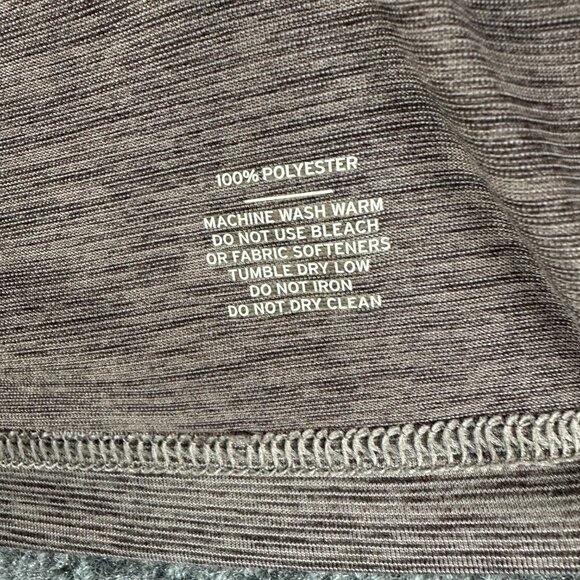 100% POLYESTER
MACHINE WASH WARM
DO NOT USE BLEACH
OR FABRIC SOFTENERS
TUMBLE DRY LOW
DO NOT IRON
DO NOT DRY CLEAN